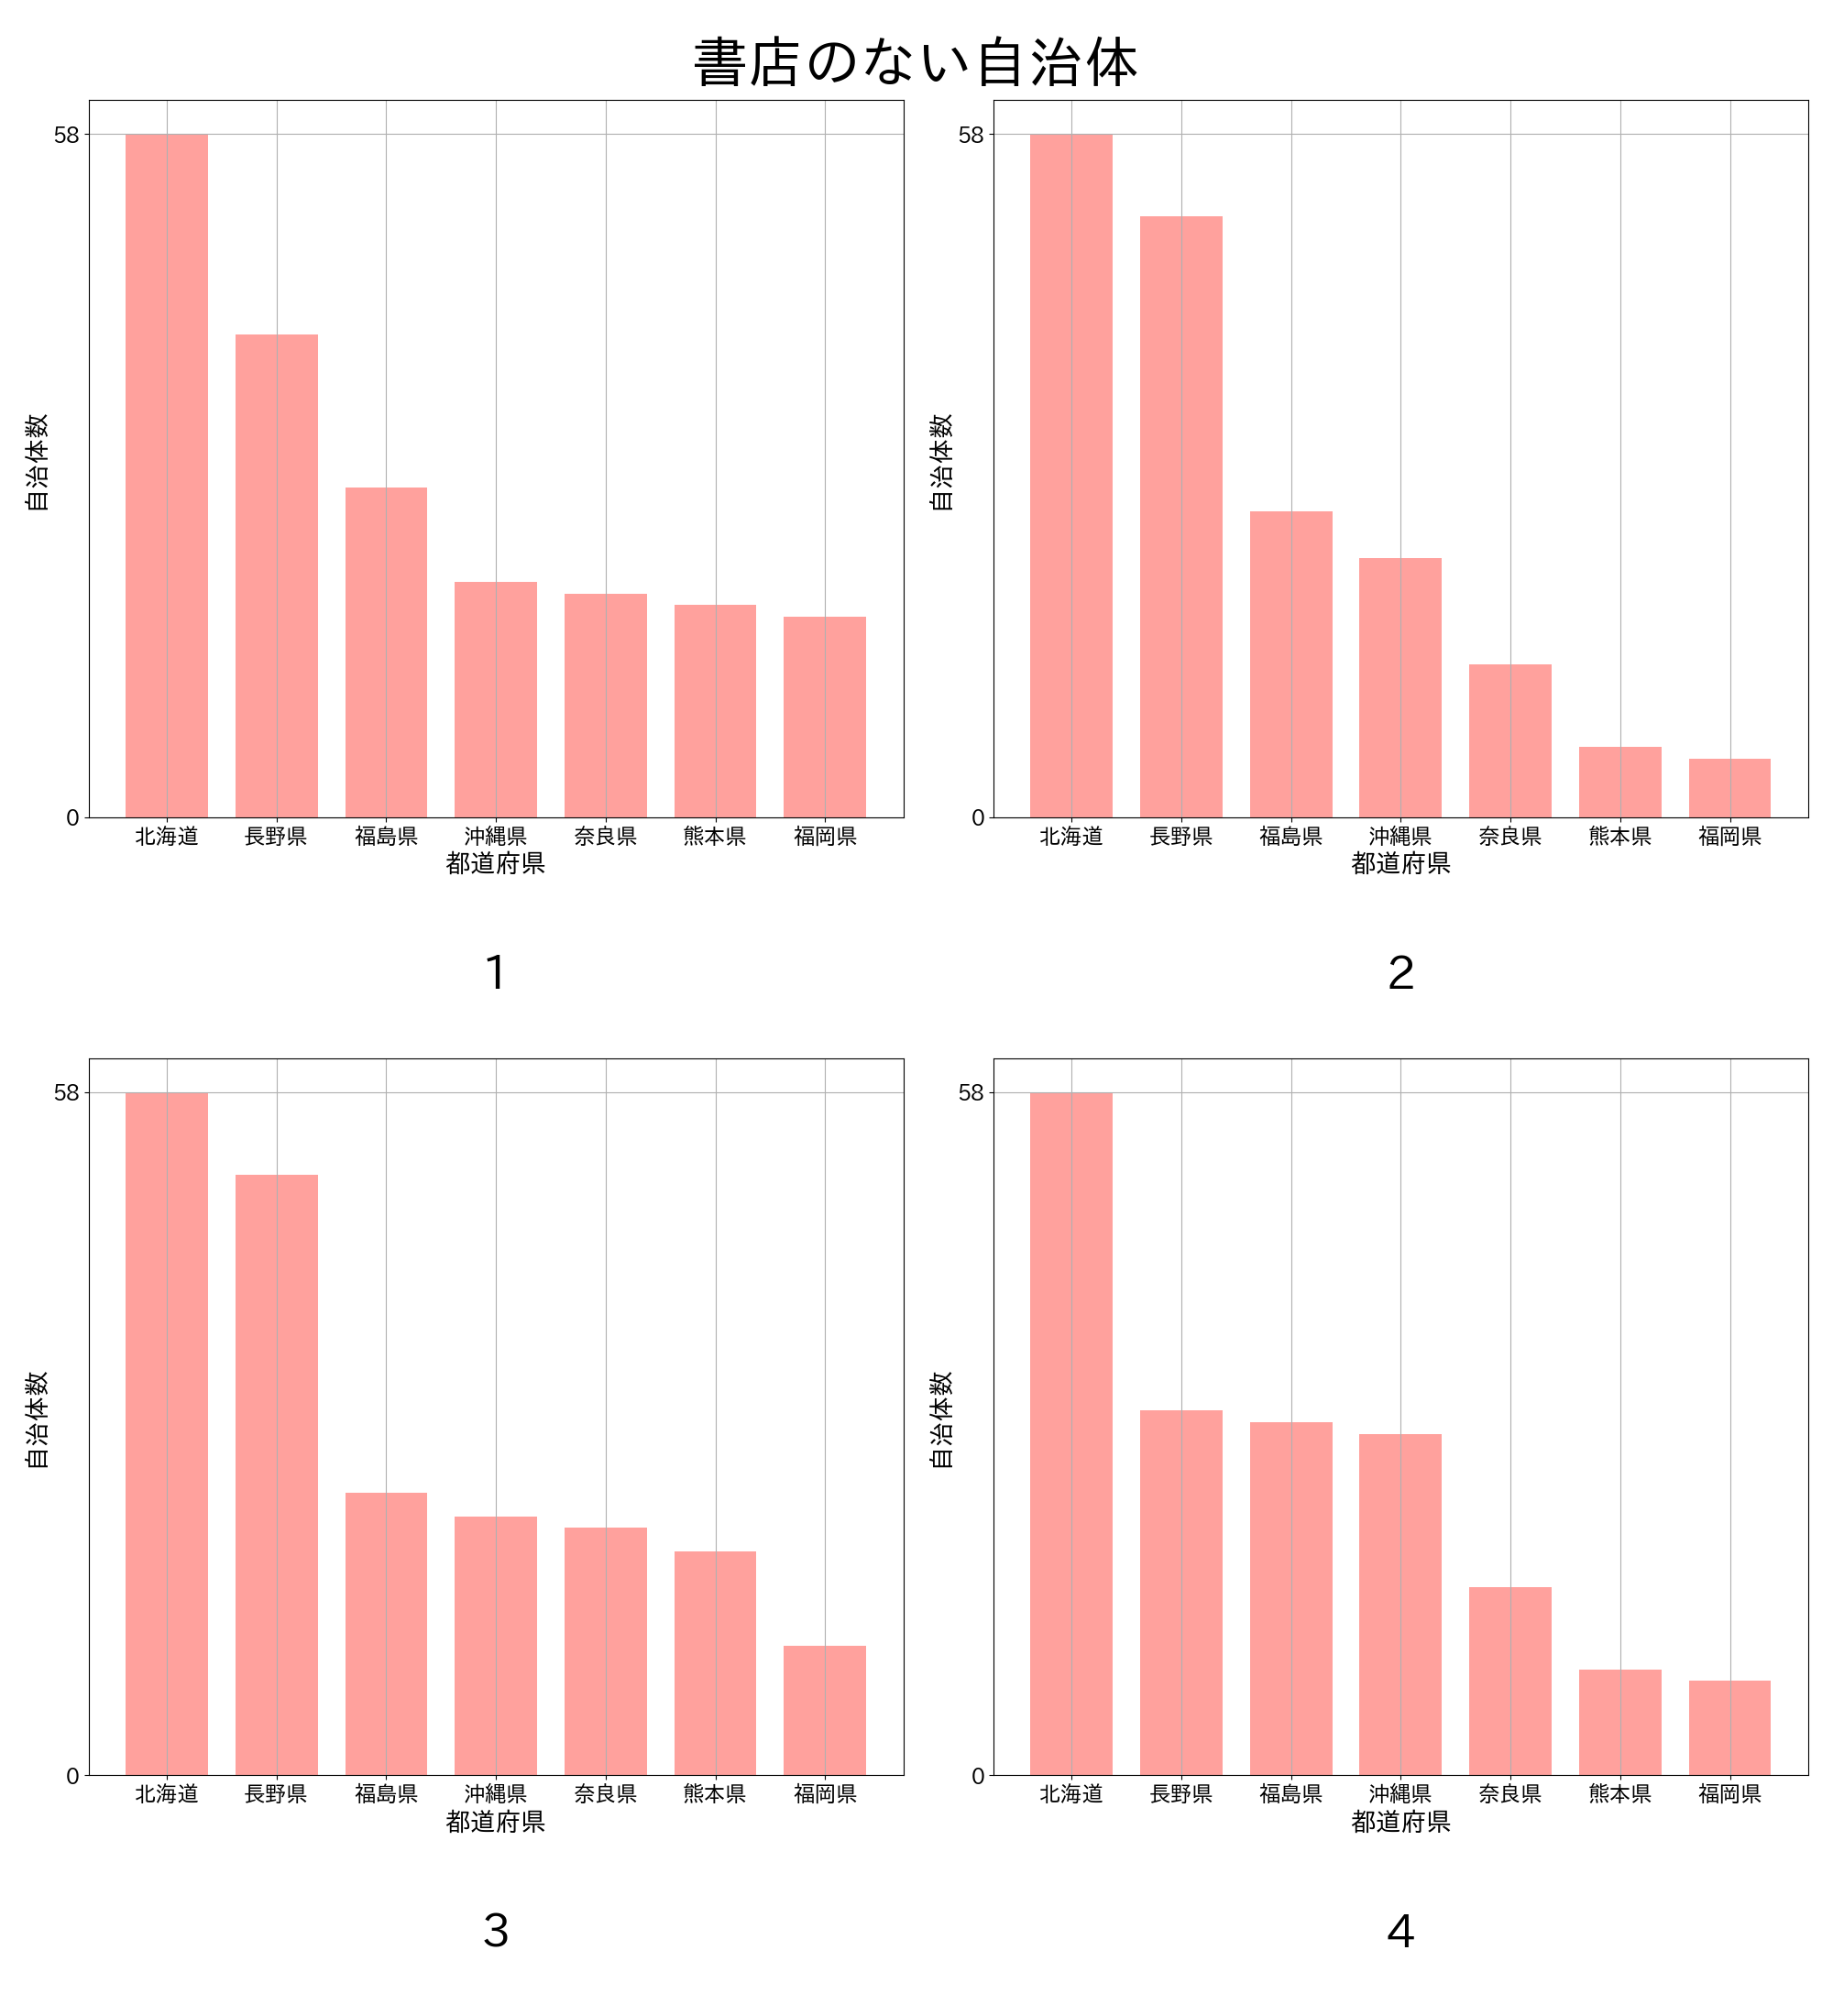 書店のない自治体
58
0
自治体数
北海道 長野県 福島県 沖縄県 奈良県 熊本県 福岡県
都道府県
1
58
0
自治体数
北海道 長野県 福島県 沖縄県 奈良県 熊本県 福岡県
都道府県
2
58
0
自治体数
北海道 長野県 福島県 沖縄県 奈良県 熊本県 福岡県
都道府県
3
58
0
自治体数
北海道 長野県 福島県 沖縄県 奈良県 熊本県 福岡県
都道府県
4